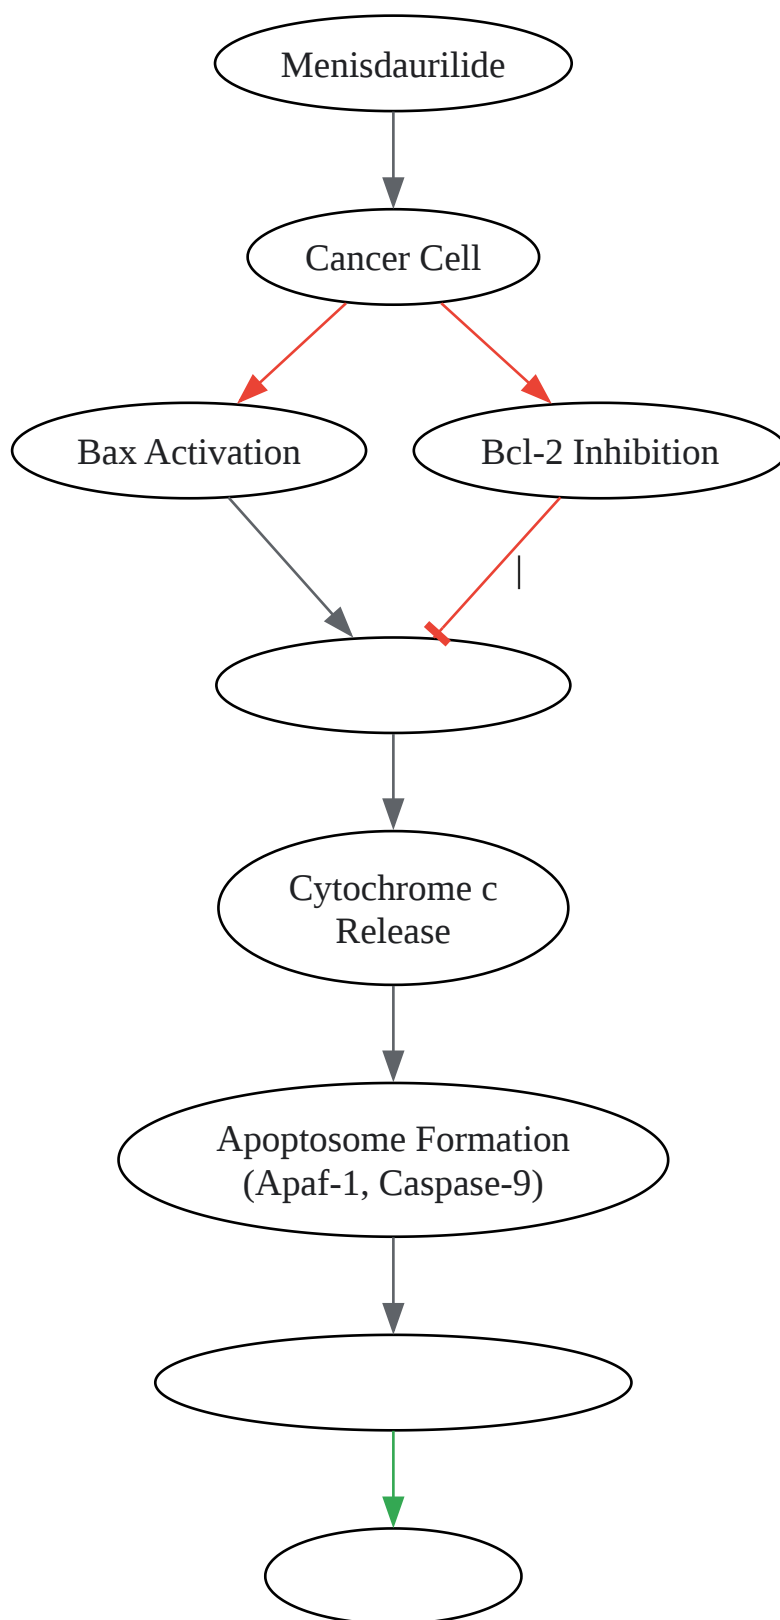 Menisdaurilide
Cancer Cell
Bax Activation
Bcl-2 Inhibition
|
Cytochrome c
Release
Apoptosome Formation
(Apaf-1, Caspase-9)